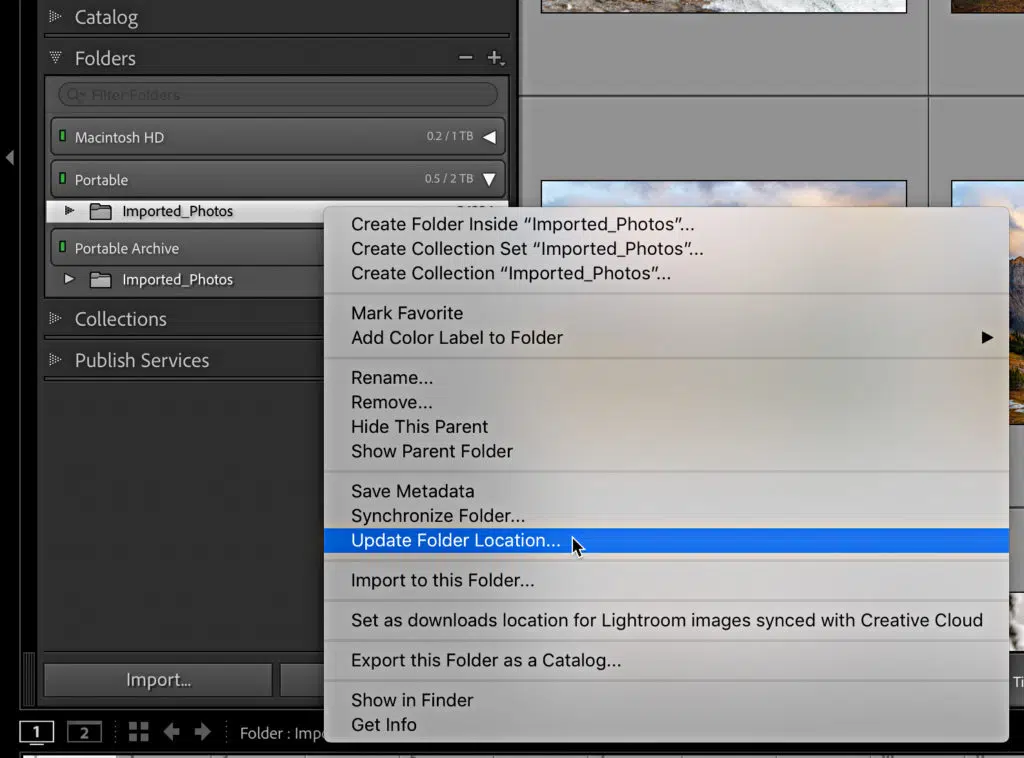 Catalog
Folders
Filter Folders
Macintosh HD 0.2 / 1 TB
Portable 0.5 / 2 TB
Imported_Photos
Portable Archive
Imported_Photos
Collections
Publish Services
Import...
1 2 Folder : Impo
Create Folder Inside “Imported_Photos”...
Create Collection Set “Imported_Photos”...
Create Collection “Imported_Photos”...
Mark Favorite
Add Color Label to Folder
Rename...
Remove...
Hide This Parent
Show Parent Folder
Save Metadata
Synchronize Folder...
Update Folder Location...
Import to this Folder...
Set as downloads location for Lightroom images synced with Creative Cloud
Export this Folder as a Catalog...
Show in Finder
Get Info
Ti